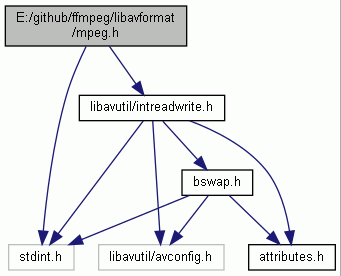 E:/github/ffmpeg/libavformat
/mpeg.h
libavutil/intreadwrite.h
bswap.h
stdint.h
libavutil/avconfig.h
attributes.h